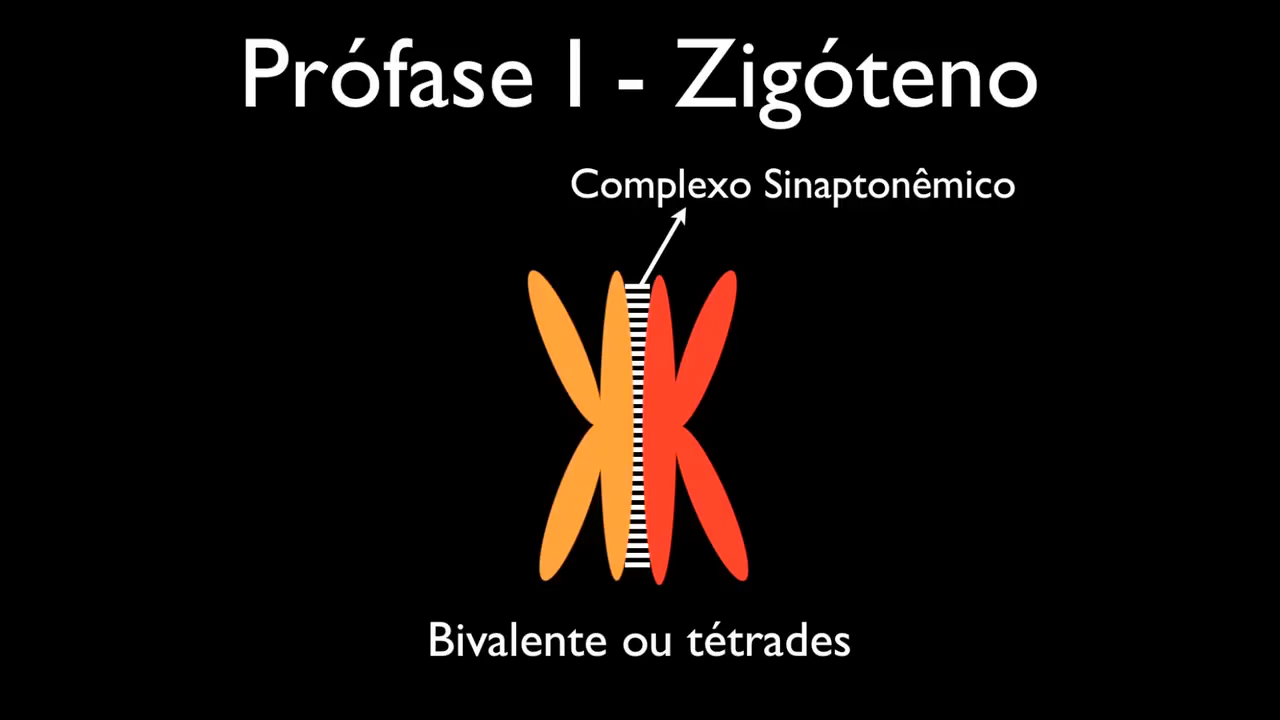 Prófase I - Zigóteno
Complexo Sinaptonêmico
Bivalente ou tétrades